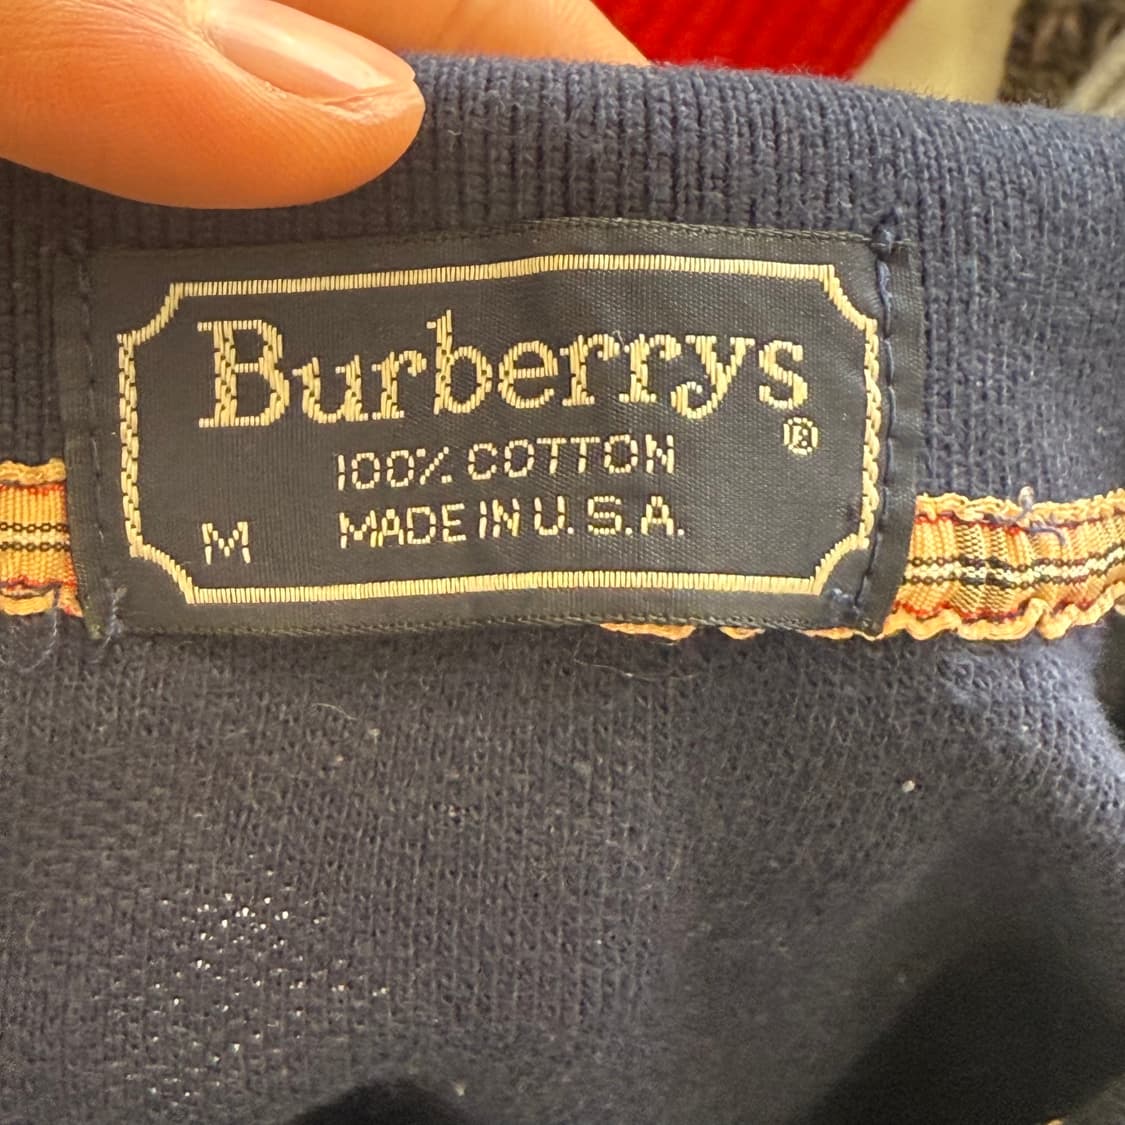 Burberrys
®
100% COTTON
M MADE IN U.S.A.